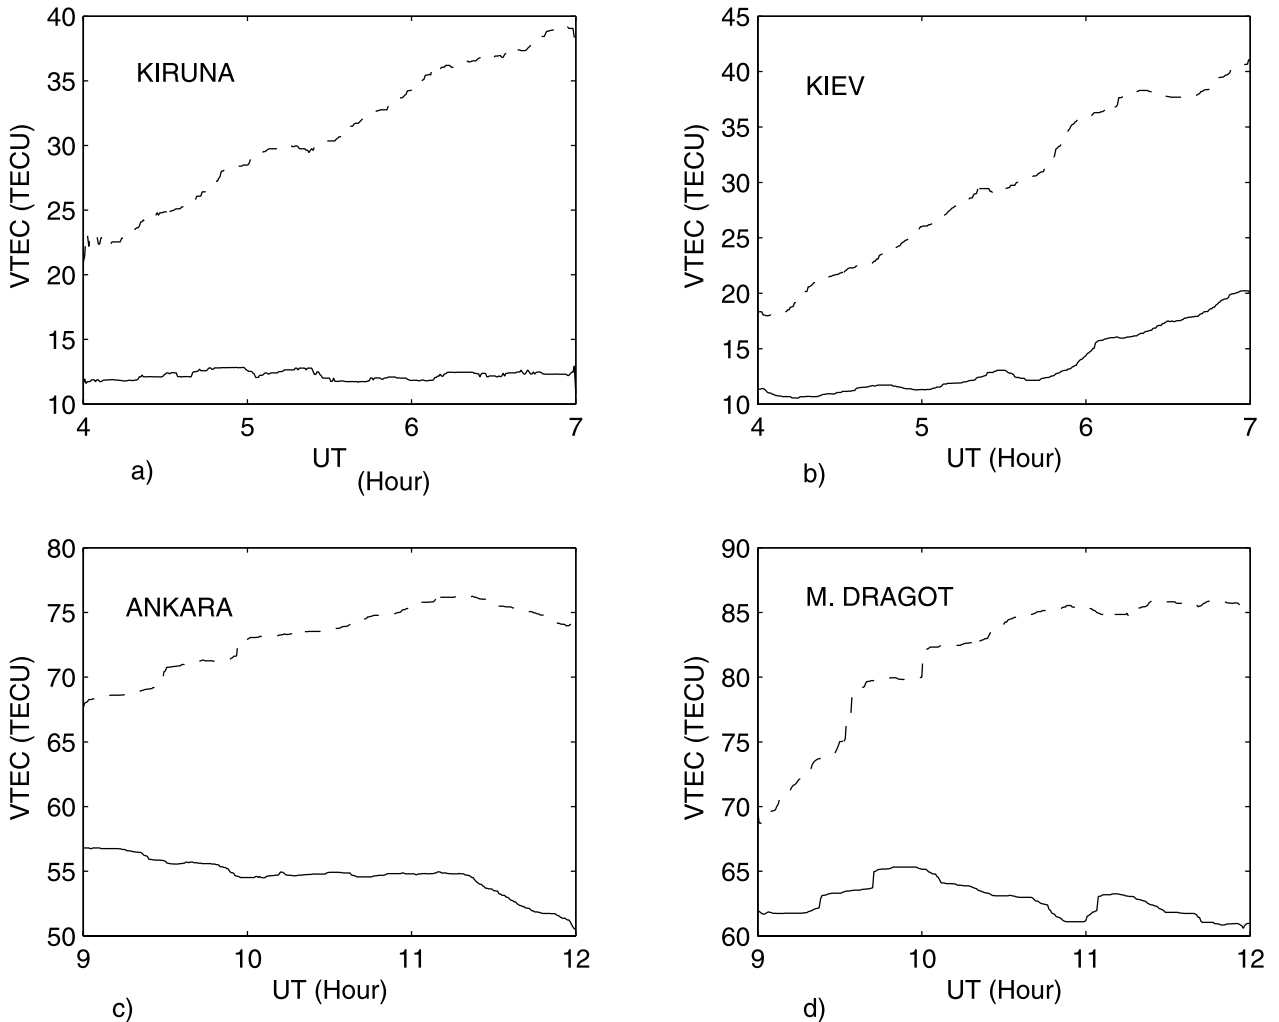 40
35
30
25
20
15
10
VTEC (TECU)
KIRUNA
4 5 6 7
UT
(Hour)
a)
45
40
35
30
25
20
15
10
VTEC (TECU)
KIEV
4 5 6 7
UT (Hour)
b)
80
75
70
65
60
55
50
VTEC (TECU)
ANKARA
9 10 11 12
UT (Hour)
c)
90
85
80
75
70
65
60
VTEC (TECU)
M. DRAGOT
9 10 11 12
UT (Hour)
d)